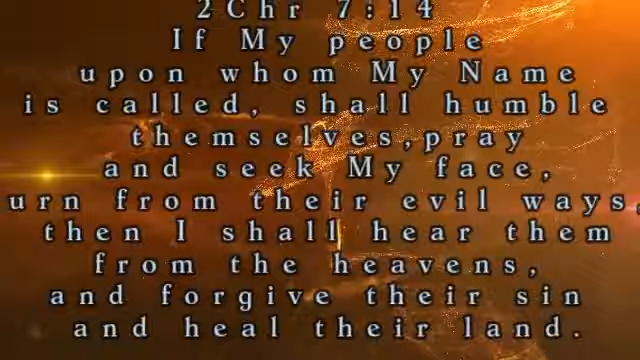 2Chr 7:14
If My people
upon whom My Name
is called, shall humble
themselves,pray
and seek My face,
urn from their evil ways,
then I shall hear them
from the heavens,
and forgive their sin
and heal their land.